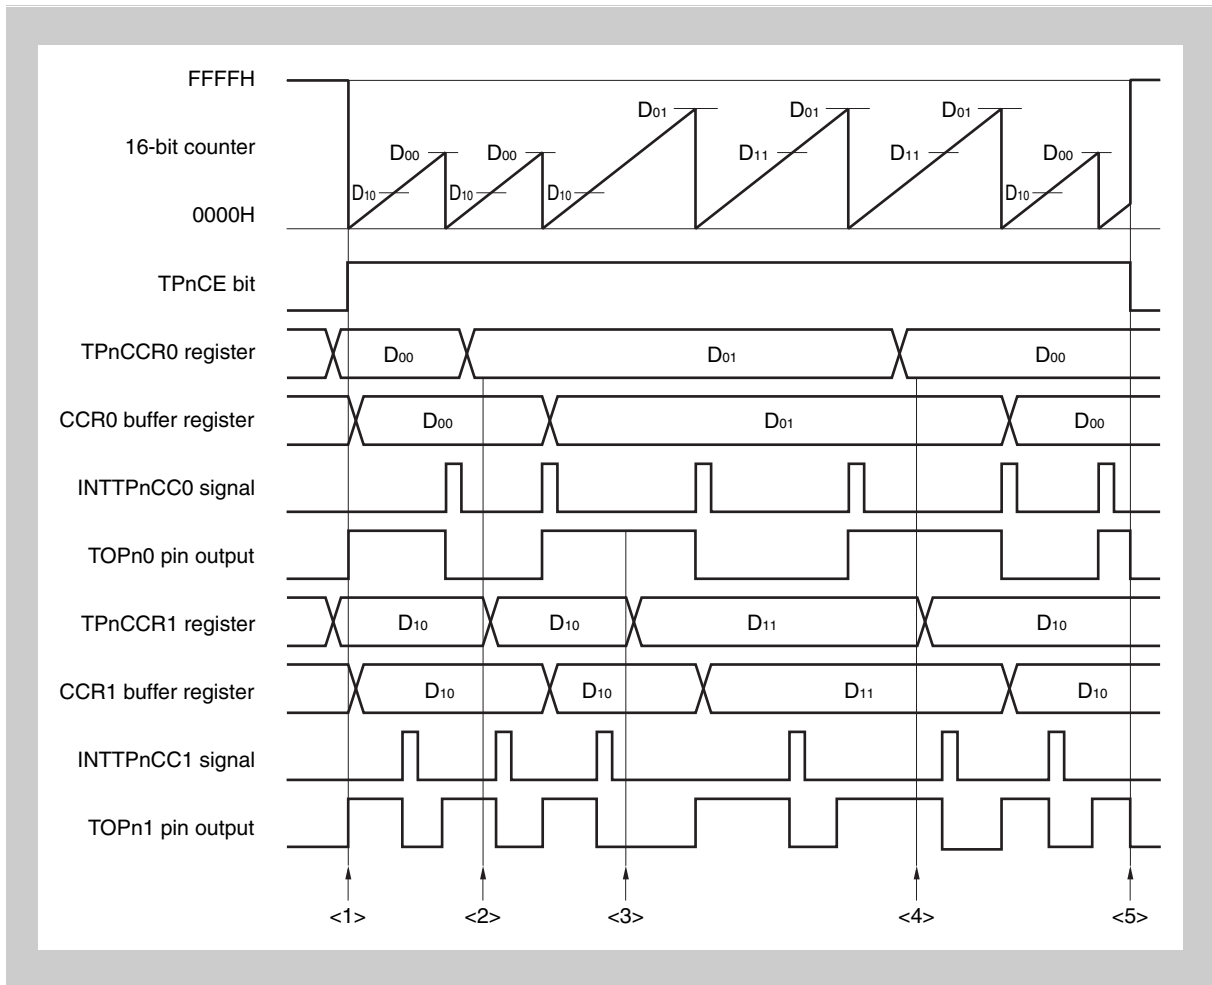 FFFFH
D01 D01 D01
16-bit counter D00 D00 D11 D11 D00
D10 D10 D10 D10
0000H
TPnCE bit
TPnCCR0 register D00 D01 D00
CCR0 buffer register D00 D01 D00
INTTPnCC0 signal
TOPn0 pin output
TPnCCR1 register D10 D10 D11 D10
CCR1 buffer register D10 D10 D11 D10
INTTPnCC1 signal
TOPn1 pin output
<1> <2> <3> <4> <5>